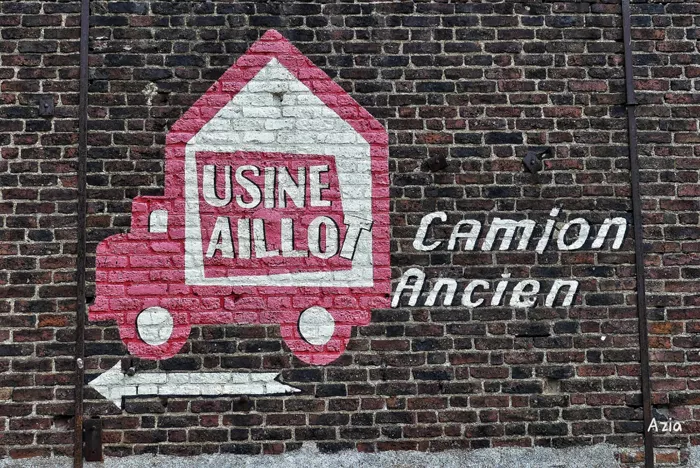 USINE
AILLOT
Camion
Ancien
Azia